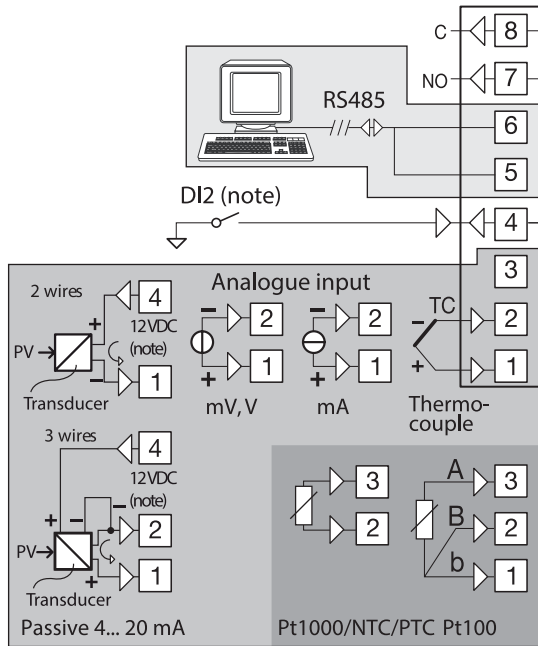 C 8
NO 7
RS485
6
5
DI2 (note)
4
3
Analogue input
2 wires
4
12VDC
(note)
+
PV
−
1
Transducer
− 2
+ 1
mV, V
− 2
+ 1
mA
TC
− 2
+ 1
Thermo-
couple
3 wires
4
12VDC
(note)
+ − −
2
PV
+
1
Transducer
Passive 4... 20 mA
3
2
Pt1000/NTC/PTC
A 3
B 2
b 1
Pt100